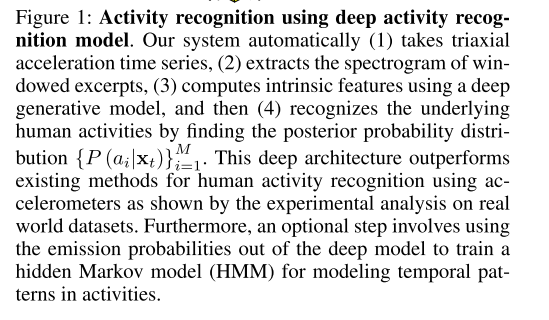 Figure 1: Activity recognition using deep activity recog-
nition model. Our system automatically (1) takes triaxial
acceleration time series, (2) extracts the spectrogram of win-
dowed excerpts, (3) computes intrinsic features using a deep
generative model, and then (4) recognizes the underlying
human activities by finding the posterior probability distri-
bution {P (a_i|x_t)}_{i=1}^M. This deep architecture outperforms
existing methods for human activity recognition using ac-
celerometers as shown by the experimental analysis on real
world datasets. Furthermore, an optional step involves using
the emission probabilities out of the deep model to train a
hidden Markov model (HMM) for modeling temporal pat-
terns in activities.